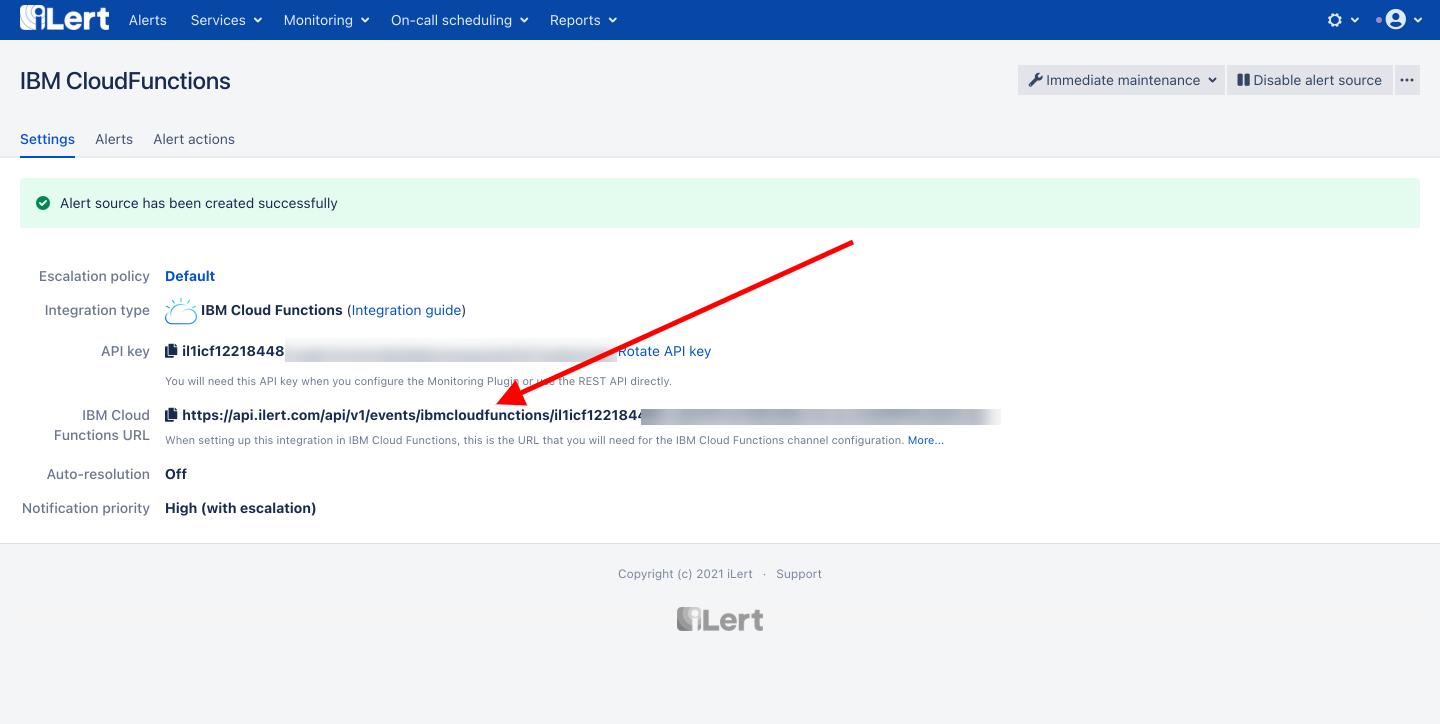 iLert Alerts Services Monitoring On-call scheduling Reports
IBM CloudFunctions
Immediate maintenance Disable alert source
Settings Alerts Alert actions
Alert source has been created successfully
Escalation policy Default
Integration type IBM Cloud Functions (Integration guide)
API key il1icf12218448 Rotate API key
You will need this API key when you configure the Monitoring Plugin or use the REST API directly.
IBM Cloud Functions URL https://api.ilert.com/api/v1/events/ibmcloudfunctions/il1icf1221844
When setting up this integration in IBM Cloud Functions, this is the URL that you will need for the IBM Cloud Functions channel configuration. More...
Auto-resolution Off
Notification priority High (with escalation)
Copyright (c) 2021 iLert · Support
iLert